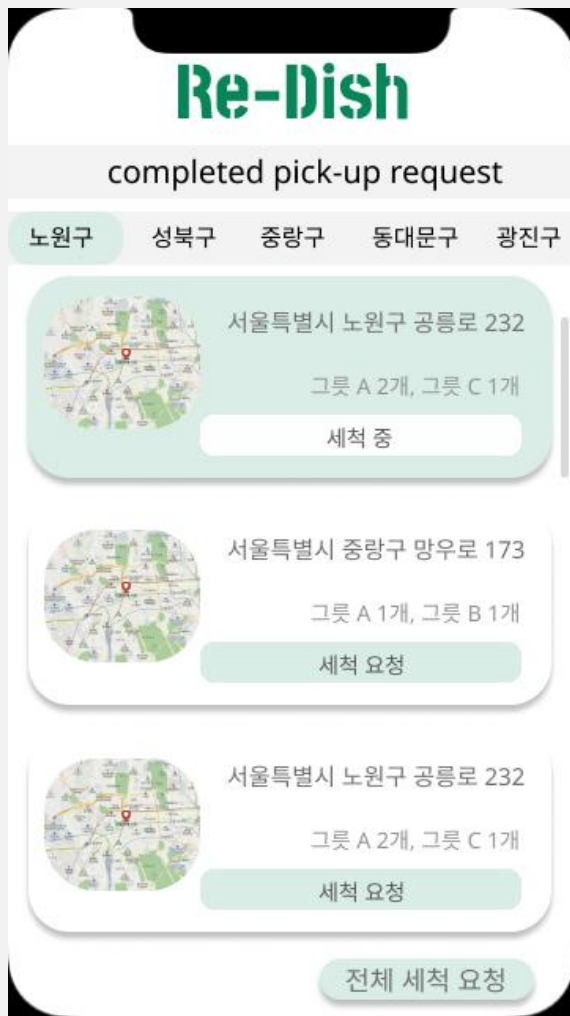 Re-Dish
completed pick-up request
노원구 성북구 중랑구 동대문구 광진구
서울특별시 노원구 공릉로 232
그릇 A 2개, 그릇 C 1개
세척 중
서울특별시 중랑구 망우로 173
그릇 A 1개, 그릇 B 1개
세척 요청
서울특별시 노원구 공릉로 232
그릇 A 2개, 그릇 C 1개
세척 요청
전체 세척 요청